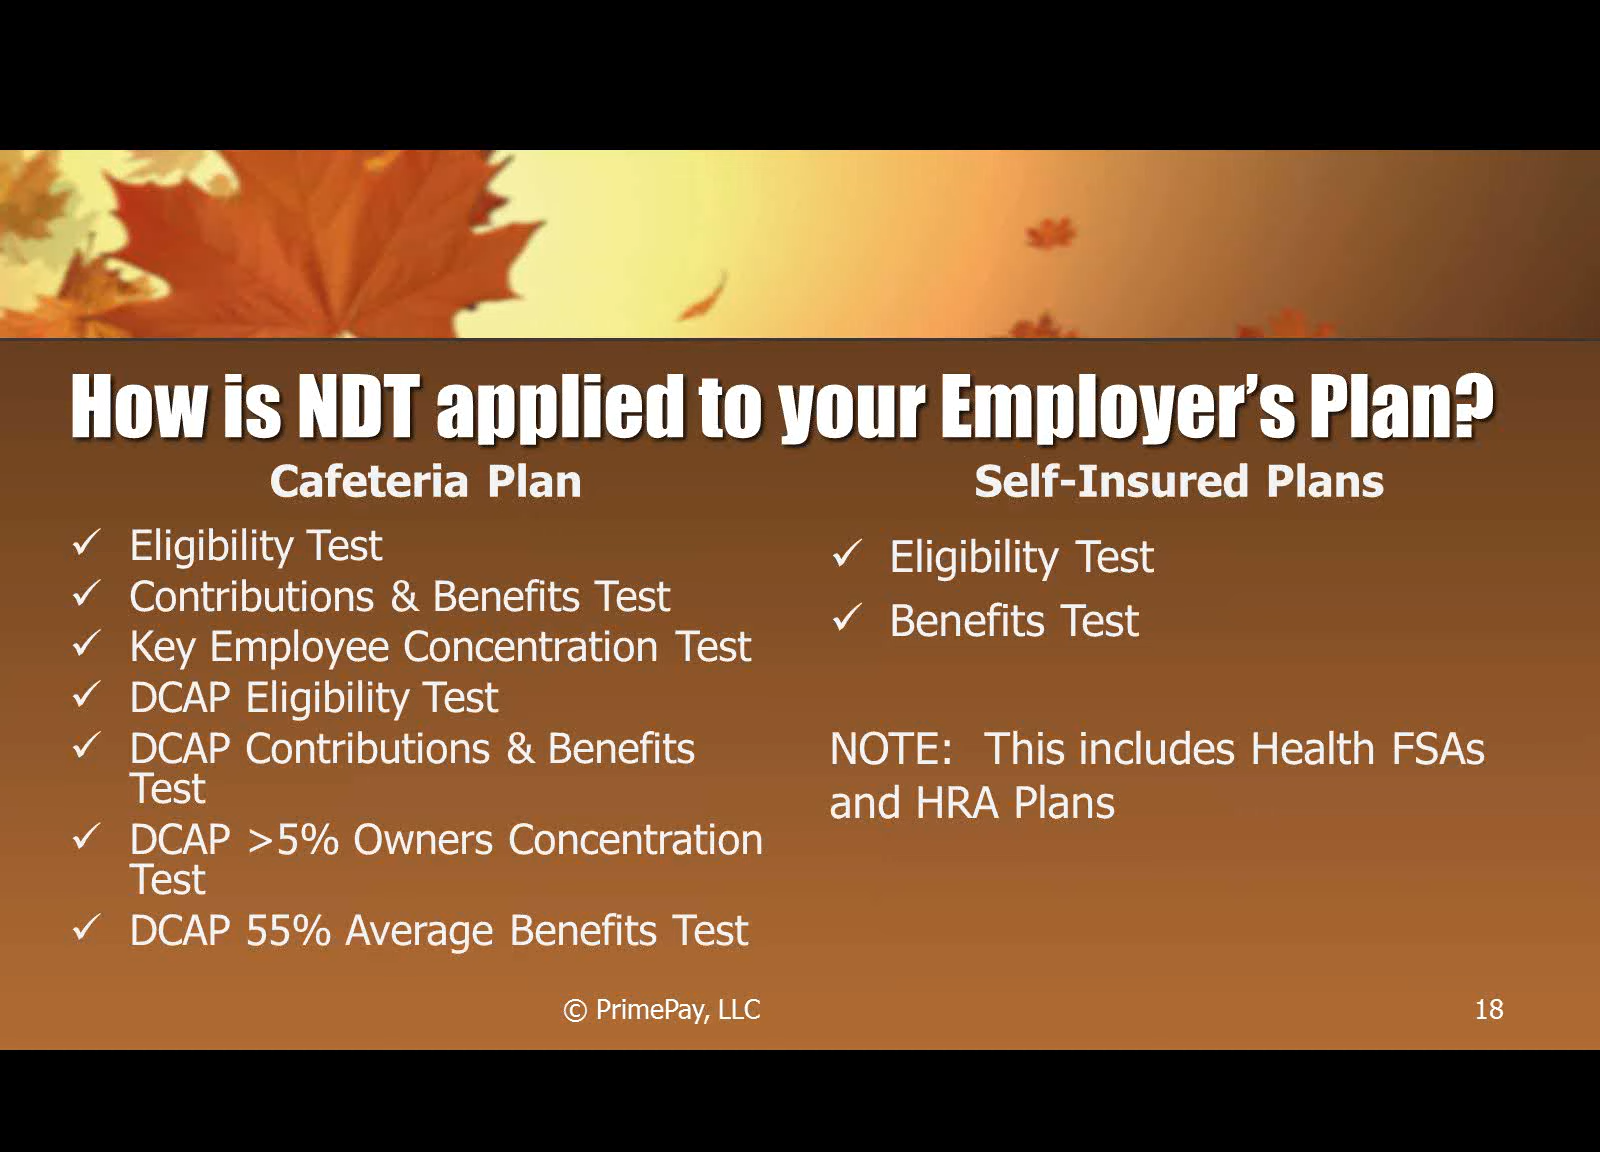 How is NDT applied to your Employer’s Plan?
Cafeteria Plan
✓ Eligibility Test
✓ Contributions & Benefits Test
✓ Key Employee Concentration Test
✓ DCAP Eligibility Test
✓ DCAP Contributions & Benefits
Test
✓ DCAP >5% Owners Concentration
Test
✓ DCAP 55% Average Benefits Test
Self-Insured Plans
✓ Eligibility Test
✓ Benefits Test
NOTE: This includes Health FSAs
and HRA Plans
© PrimePay, LLC
18